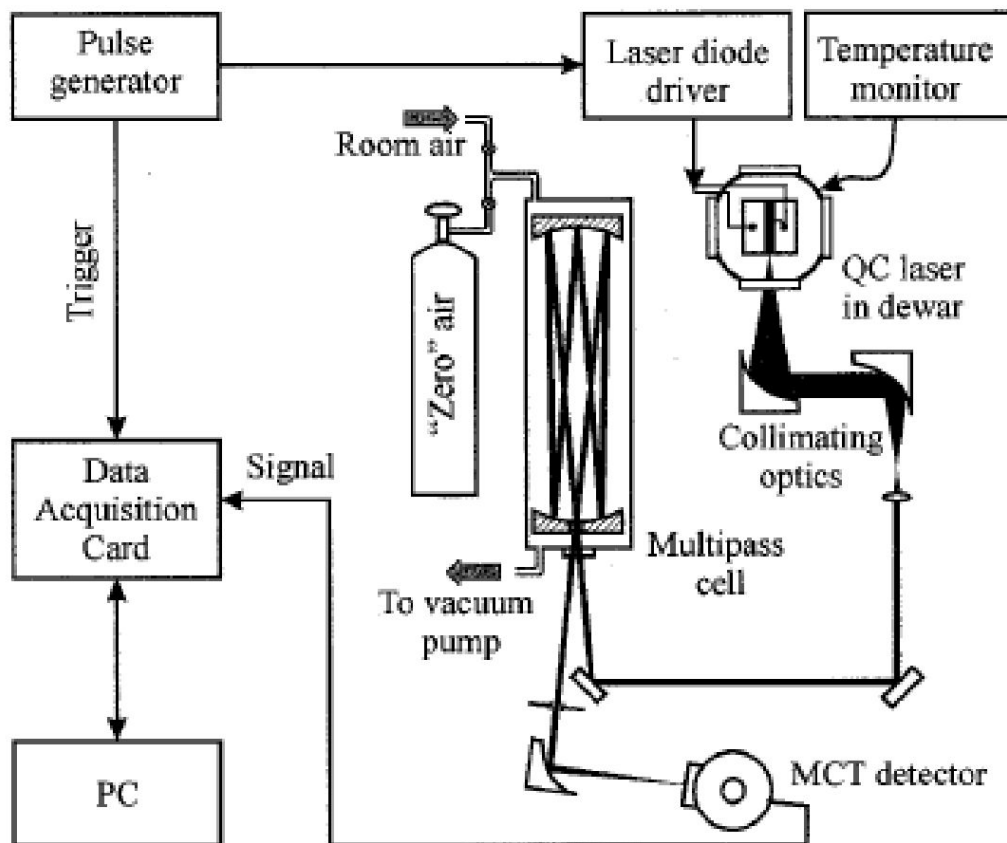 Pulse
generator
Laser diode
driver
Temperature
monitor
Room air
Trigger
"Zero" air
QC laser
in dewar
Collimating
optics
Data
Acquisition
Card
Signal
Multipass
cell
To vacuum
pump
PC
MCT detector